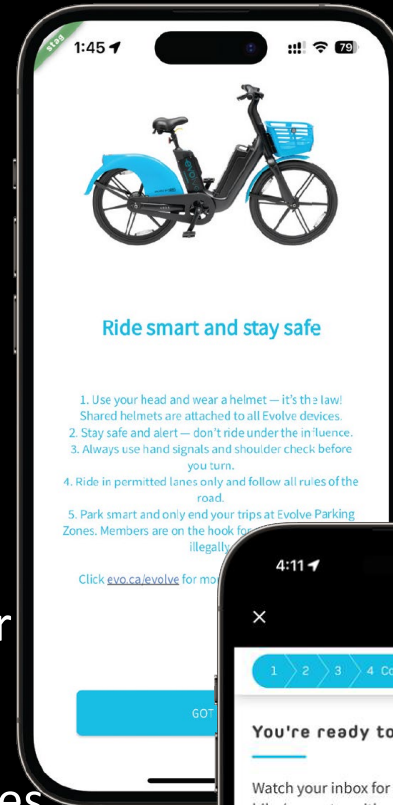 stag
1:45
79
evolve
Ride smart and stay safe
1. Use your head and wear a helmet — it's the law!
Shared helmets are attached to all Evolve devices.
2. Stay safe and alert — don't ride under the influence.
3. Always use hand signals and shoulder check before
you turn.
4. Ride in permitted lanes only and follow all rules of the
road.
5. Park smart and only end your trips at Evolve Parking
Zones. Members are on the hook for
illegally
Click evo.ca/evolve for
GOT
4:11
1 2 3 4
You're ready to
Watch your inbox for